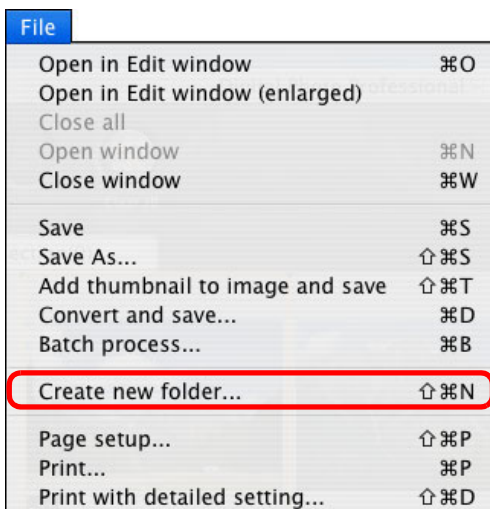 File
Open in Edit window ⌘O
Open in Edit window (enlarged)
Close all
Open window ⌘N
Close window ⌘W
Save ⌘S
Save As... ⇧⌘S
Add thumbnail to image and save ⇧⌘T
Convert and save... ⌘D
Batch process... ⌘B
Create new folder... ⇧⌘N
Page setup... ⇧⌘P
Print... ⌘P
Print with detailed setting... ⇧⌘D